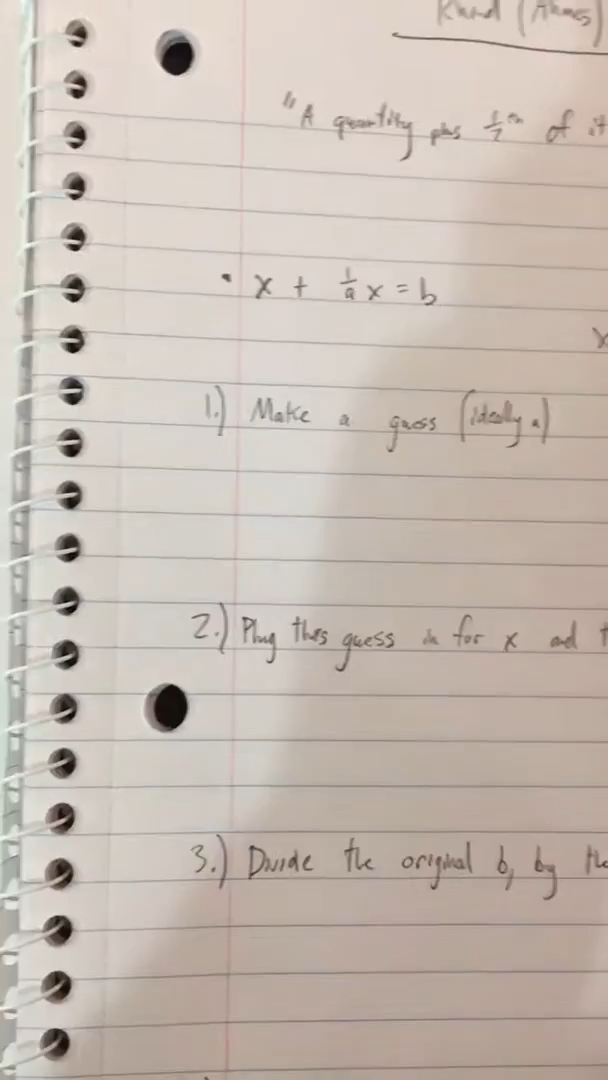 Rhind (Ahmes)
"A quantity plus 1/7th of it
• x + 1/a x = b
x
1.) Make a guess (ideally a)
2.) Plug this guess in for x and
3.) Divide the original b, by the